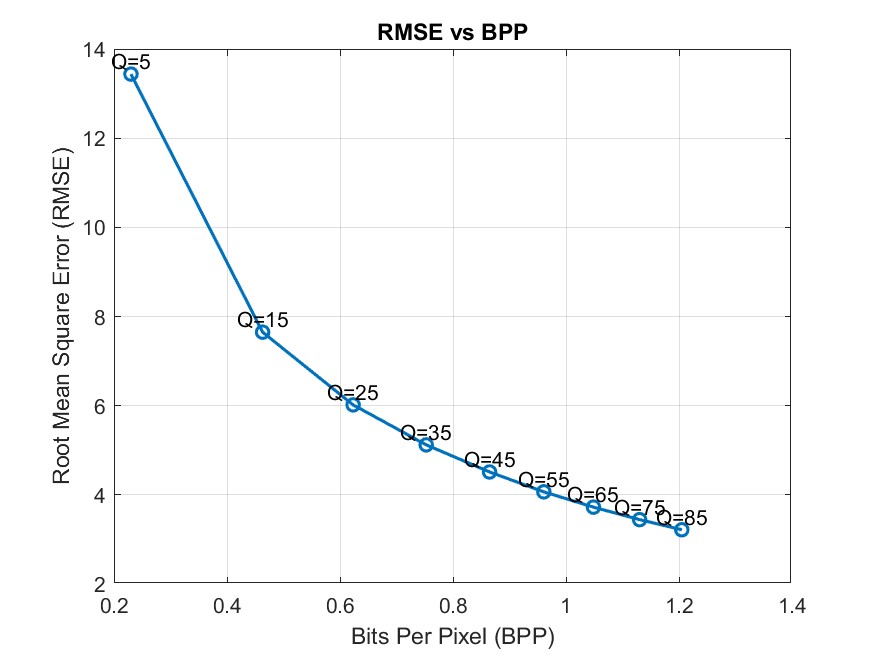 RMSE vs BPP
14
12
10
8
6
4
2
Root Mean Square Error (RMSE)
Q=5
Q=15
Q=25
Q=35
Q=45
Q=55
Q=65
Q=75
Q=85
0.2 0.4 0.6 0.8 1 1.2 1.4
Bits Per Pixel (BPP)